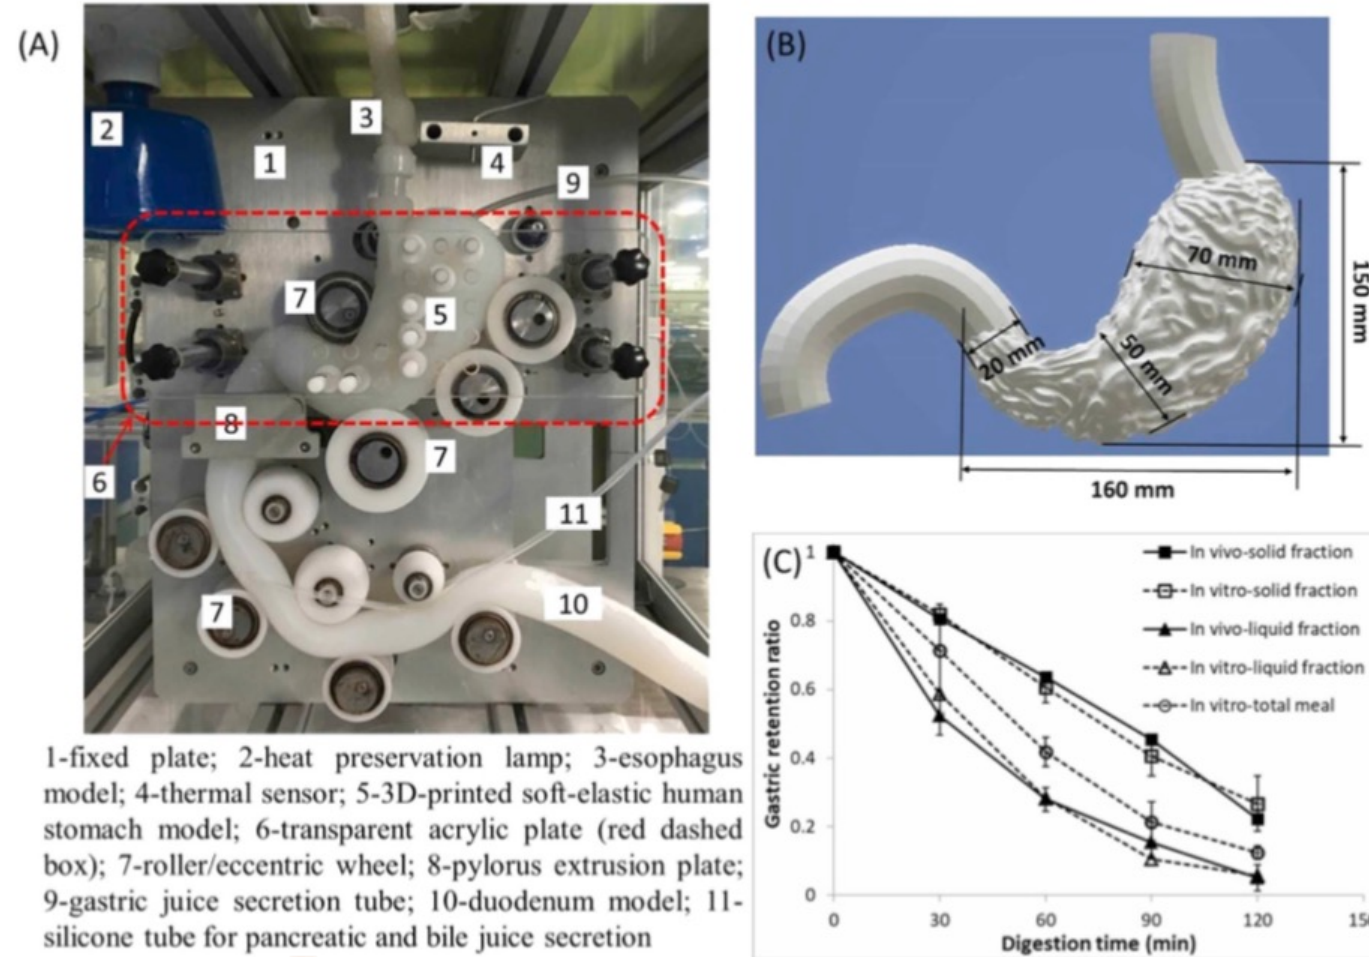 (A)
2
3
1
4
9
7
5
8
7
6
11
7
10
1-fixed plate; 2-heat preservation lamp; 3-esophagus
model; 4-thermal sensor; 5-3D-printed soft-elastic human
stomach model; 6-transparent acrylic plate (red dashed
box); 7-roller/eccentric wheel; 8-pylorus extrusion plate;
9-gastric juice secretion tube; 10-duodenum model; 11-
silicone tube for pancreatic and bile juice secretion
(B)
70 mm
150 mm
20 mm
50 mm
160 mm
(C)
In vivo-solid fraction
In vitro-solid fraction
In vivo-liquid fraction
In vitro-liquid fraction
In vitro-total meal
Gastric retention ratio
1
0.8
0.6
0.4
0.2
0
0 30 60 90 120 150
Digestion time (min)